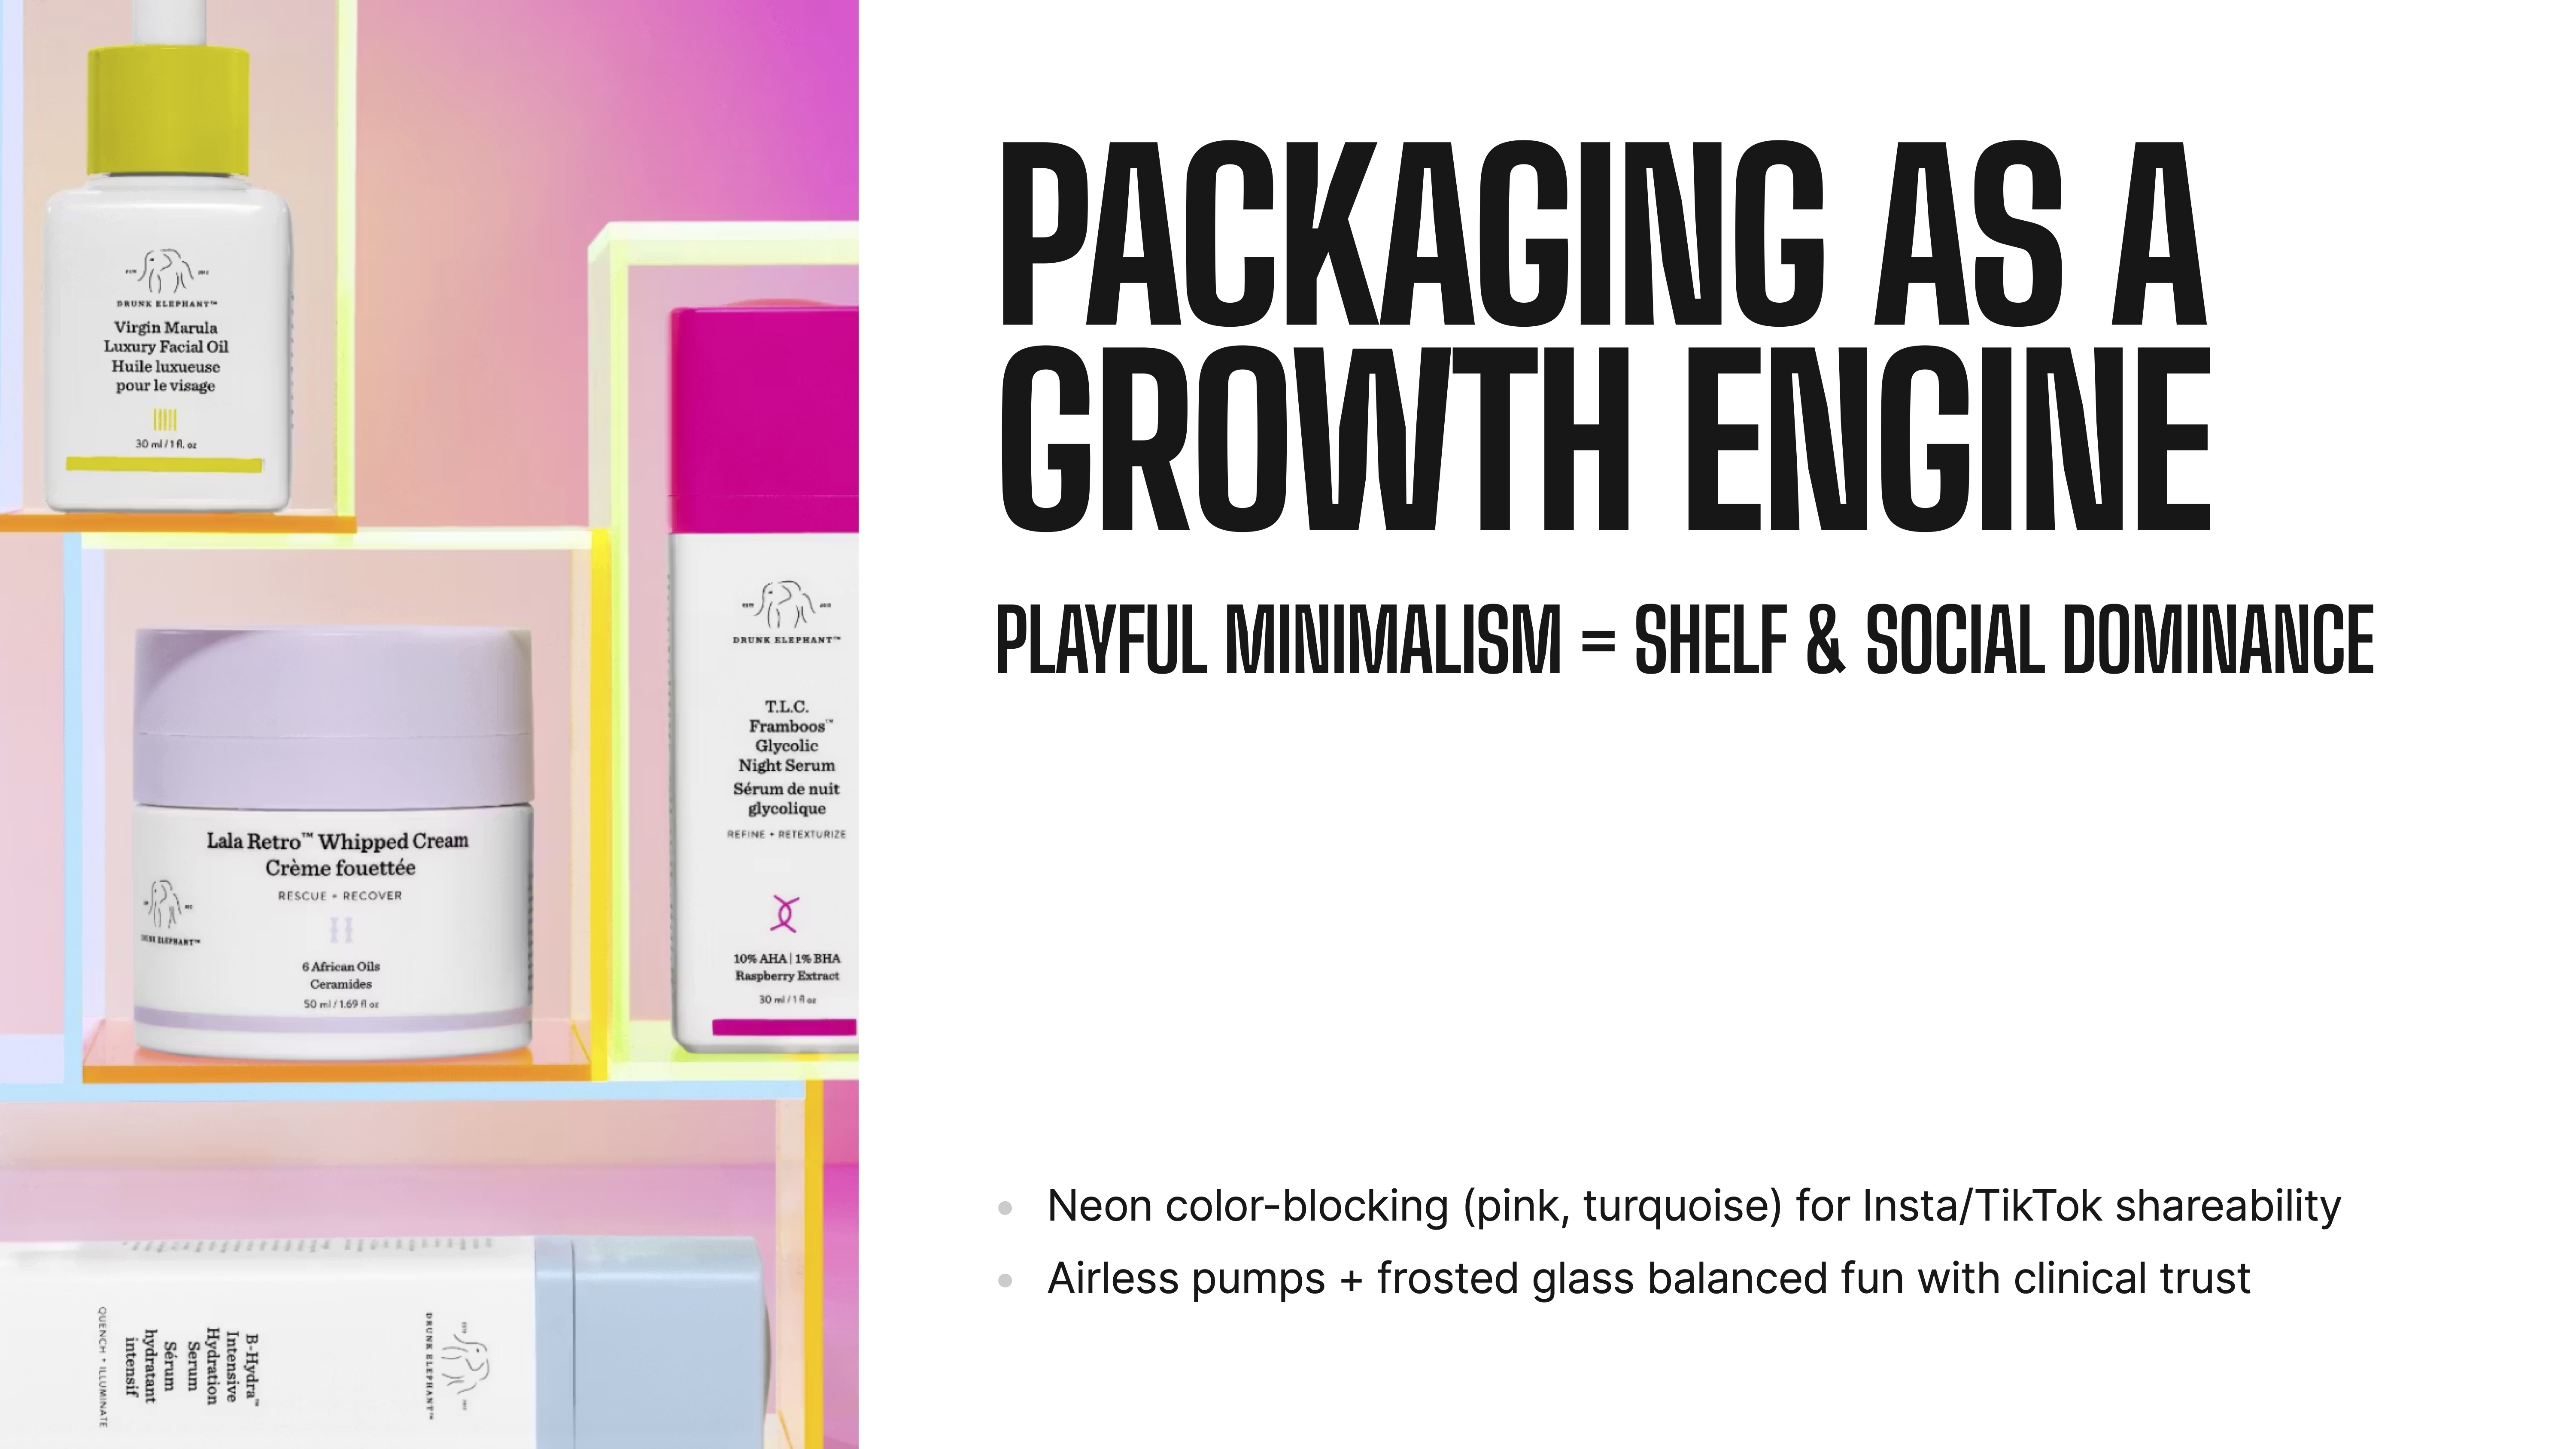 DRUNK ELEPHANT™
Virgin Marula
Luxury Facial Oil
Huile luxueuse
pour le visage
30 ml / 1 fl. oz
DRUNK ELEPHANT™
T.L.C.
Framboos™
Glycolic
Night Serum
Sérum de nuit
glycolique
REFINE + RETEXTURIZE
10% AHA | 1% BHA
Raspberry Extract
30 ml / 1 fl oz
Lala Retro™ Whipped Cream
Crème fouettée
RESCUE + RECOVER
DRUNK ELEPHANT™
6 African Oils
Ceramides
50 ml / 1.69 fl oz
DRUNK ELEPHANT™
B-Hydra™
Intensive
Hydration
Serum
Sérum
hydratant
intensif
QUENCH + ILLUMINATE
PACKAGING AS A
GROWTH ENGINE
PLAYFUL MINIMALISM = SHELF & SOCIAL DOMINANCE
• Neon color-blocking (pink, turquoise) for Insta/TikTok shareability
• Airless pumps + frosted glass balanced fun with clinical trust